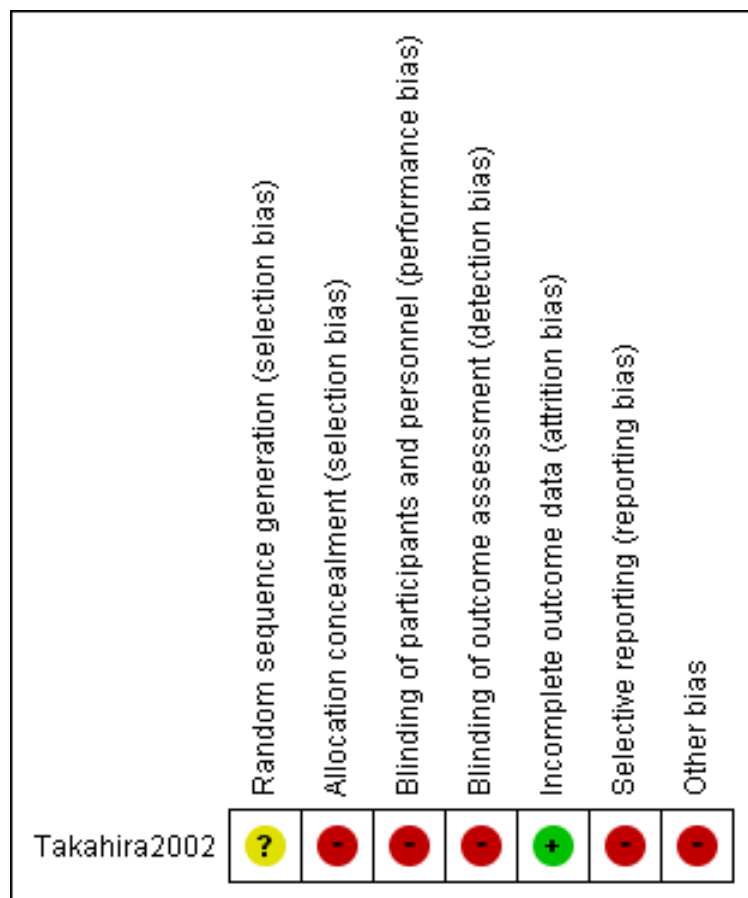 Random sequence generation (selection bias)
Allocation concealment (selection bias)
Blinding of participants and personnel (performance bias)
Blinding of outcome assessment (detection bias)
Incomplete outcome data (attrition bias)
Selective reporting (reporting bias)
Other bias
Takahira2002 ? - - - + - -